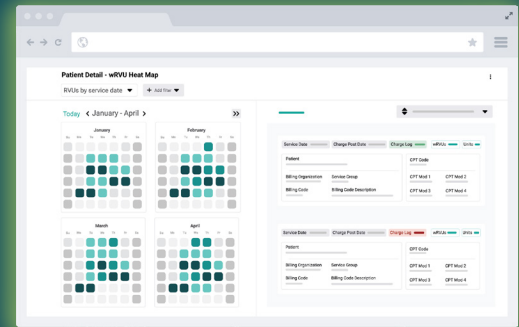 Patient Detail - wRVU Heat Map
RVUs by service date
+ Add filter
Today
January - April
January
February
March
April
Service Date
Charge Post Date
Charge Log
wRVUs
Units
Patient
CPT Code
Billing Organization
Service Group
CPT Mod 1
CPT Mod 2
Billing Code
Billing Code Description
CPT Mod 3
CPT Mod 4
Service Date
Charge Post Date
Charge Log
wRVUs
Units
Patient
CPT Code
Billing Organization
Service Group
CPT Mod 1
CPT Mod 2
Billing Code
Billing Code Description
CPT Mod 3
CPT Mod 4